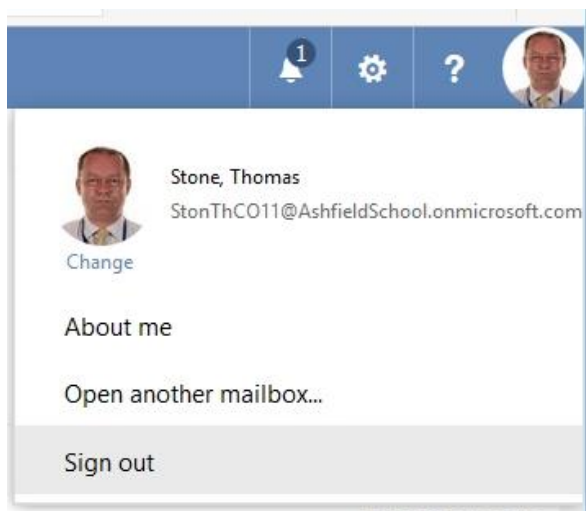 1
?
Stone, Thomas
StonThCO11@AshfieldSchool.onmicrosoft.com
Change
About me
Open another mailbox...
Sign out